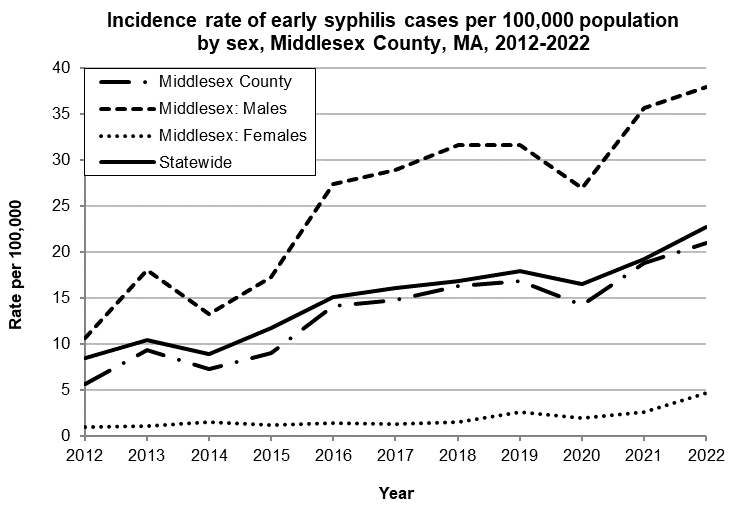 Incidence rate of early syphilis cases per 100,000 population
by sex, Middlesex County, MA, 2012-2022
40
35
30
25
20
15
10
5
0
Rate per 100,000
Middlesex County
Middlesex: Males
Middlesex: Females
Statewide
2012 2013 2014 2015 2016 2017 2018 2019 2020 2021 2022
Year